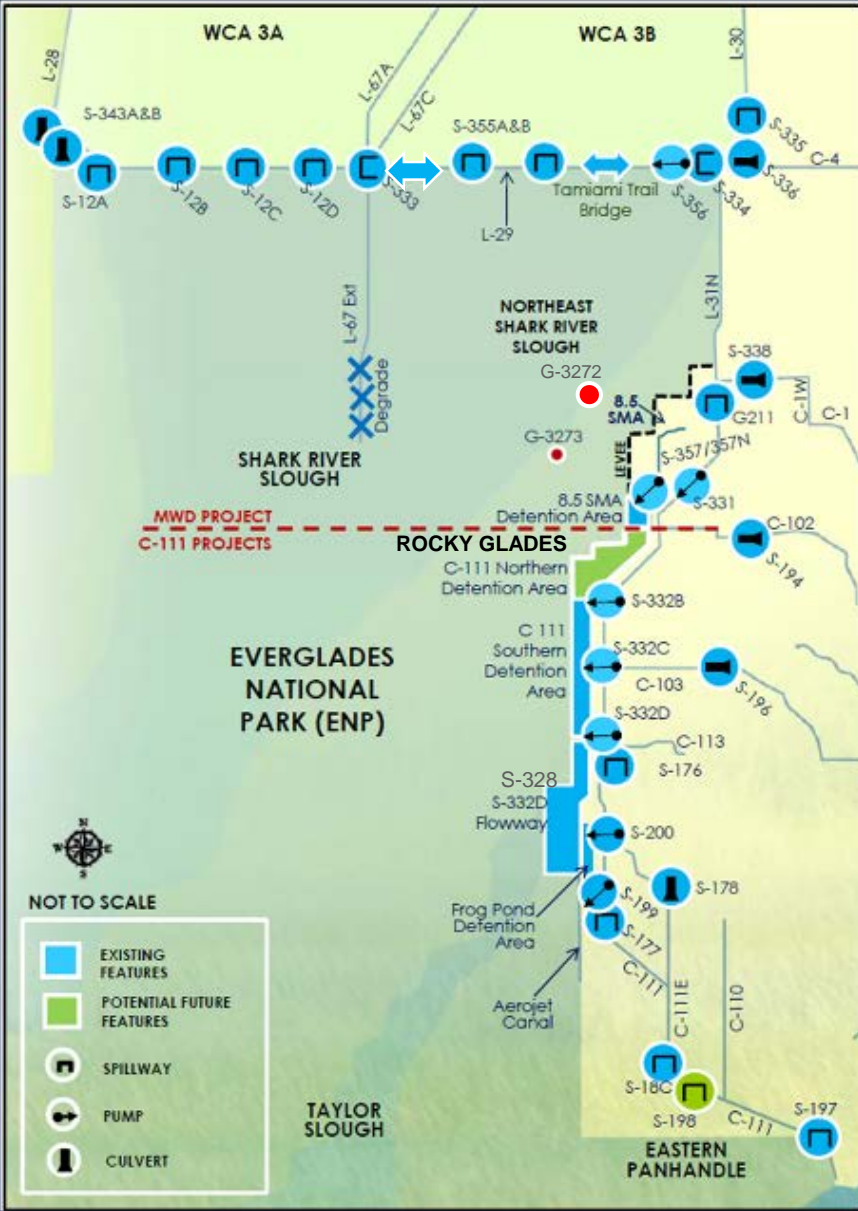 WCA 3A
WCA 3B
L-28
L-67A
L-67C
L-30
S-343A&B
S-355A&B
S-335
C-4
S-12A
S-12B
S-12C
S-12D
S-333
L-29
Tamiami Trail
Bridge
S-356
S-334
S-336
L-67 Ext
L-31N
NORTHEAST
SHARK RIVER
SLOUGH
S-338
G-3272
8.5
SMA
G211
C-1W
C-1
Degrade
G-3273
LEVEE
S-357/357N
SHARK RIVER
SLOUGH
S-331
8.5 SMA
Detention Area
MWD PROJECT
C-111 PROJECTS
C-102
ROCKY GLADES
S-194
C-111 Northern
Detention Area
S-332B
C 111
Southern
Detention
Area
S-332C
C-103
S-196
EVERGLADES
NATIONAL
PARK (ENP)
S-332D
C-113
S-176
S-328
S-332D
Flowway
S-200
N
W
E
S
S-178
S-199
NOT TO SCALE
Frog Pond
Detention
Area
S-177
C-111
EXISTING
FEATURES
POTENTIAL FUTURE
FEATURES
Aerojet
Canal
C-111E
C-110
SPILLWAY
S-18C
PUMP
TAYLOR
SLOUGH
S-198
C-111
S-197
CULVERT
EASTERN
PANHANDLE